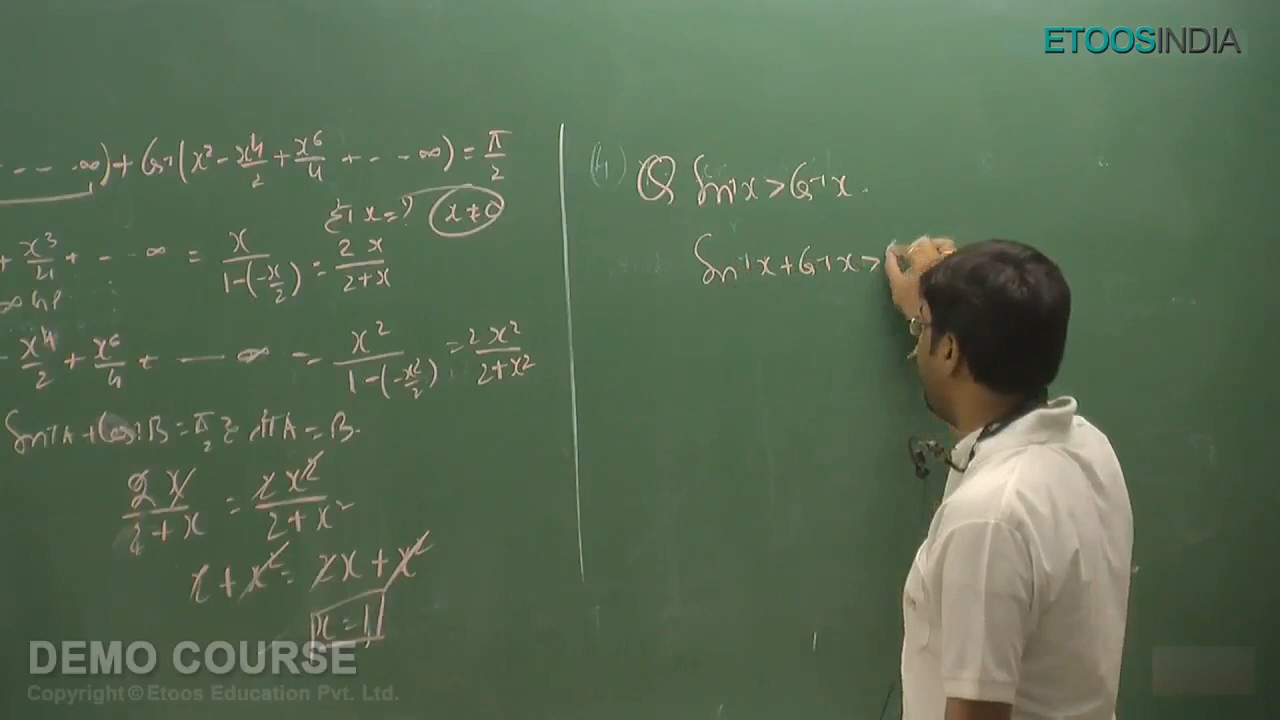 ETOOSINDIA
- - - ∞) + Cos⁻¹(x² - x⁴/2 + x⁶/4 + - - - ∞) = π/2
x = ? x ≠ 0
+ x³/4 + - - - ∞ = x/(1-(-x/2)) = 2x/(2+x)
∞ GP
- x⁴/2 + x⁶/4 + - - - ∞ = x²/(1-(-x²/2)) = 2x²/(2+x²)
Sin⁻¹A + Cos⁻¹B = π/2 A = B.
2x/(2+x) = 2x²/(2+x²)
2 + x² = 2x + x²
x = 1
(4) Q Sin⁻¹x > Cos⁻¹x.
Sin⁻¹x + Cos⁻¹x >
DEMO COURSE
Copyright © Etoos Education Pvt. Ltd.